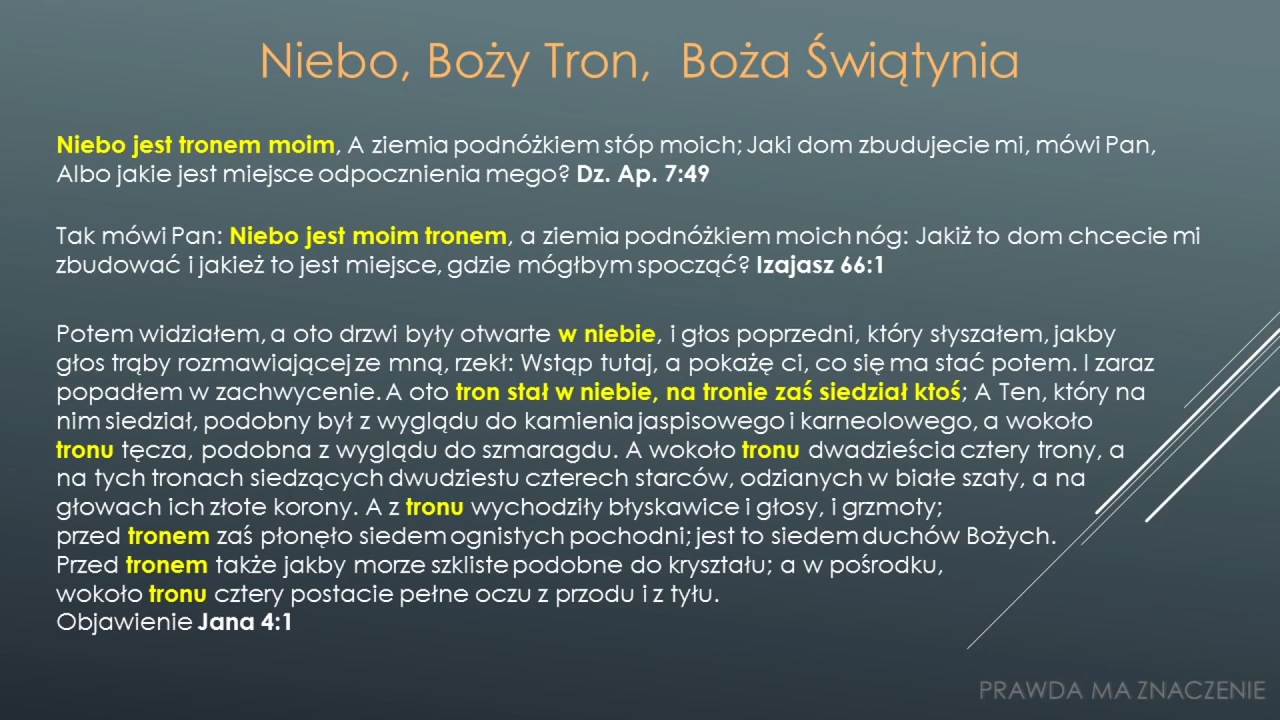 Niebo, Boży Tron, Boża Świątynia
Niebo jest tronem moim, A ziemia podnóżkiem stóp moich; Jaki dom zbudujecie mi, mówi Pan,
Albo jakie jest miejsce odpocznienia mego? Dz. Ap. 7:49
Tak mówi Pan: Niebo jest moim tronem, a ziemia podnóżkiem moich nóg: Jakiż to dom chcecie mi
zbudować i jakież to jest miejsce, gdzie mógłbym spocząć? Izajasz 66:1
Potem widziałem, a oto drzwi były otwarte w niebie, i głos poprzedni, który słyszałem, jakby
głos trąby rozmawiającej ze mną, rzekł: Wstąp tutaj, a pokażę ci, co się ma stać potem. I zaraz
popadłem w zachwycenie. A oto tron stał w niebie, na tronie zaś siedział ktoś; A Ten, który na
nim siedział, podobny był z wyglądu do kamienia jaspisowego i karneolowego, a wokoło
tronu tęcza, podobna z wyglądu do szmaragdu. A wokoło tronu dwadzieścia cztery trony, a
na tych tronach siedzących dwudziestu czterech starców, odzianych w białe szaty, a na
głowach ich złote korony. A z tronu wychodziły błyskawice i głosy, i grzmoty;
przed tronem zaś płonęło siedem ognistych pochodni; jest to siedem duchów Bożych.
Przed tronem także jakby morze szkliste podobne do kryształu; a w pośrodku,
wokoło tronu cztery postacie pełne oczu z przodu i z tyłu.
Objawienie Jana 4:1
PRAWDA MA ZNACZENIE